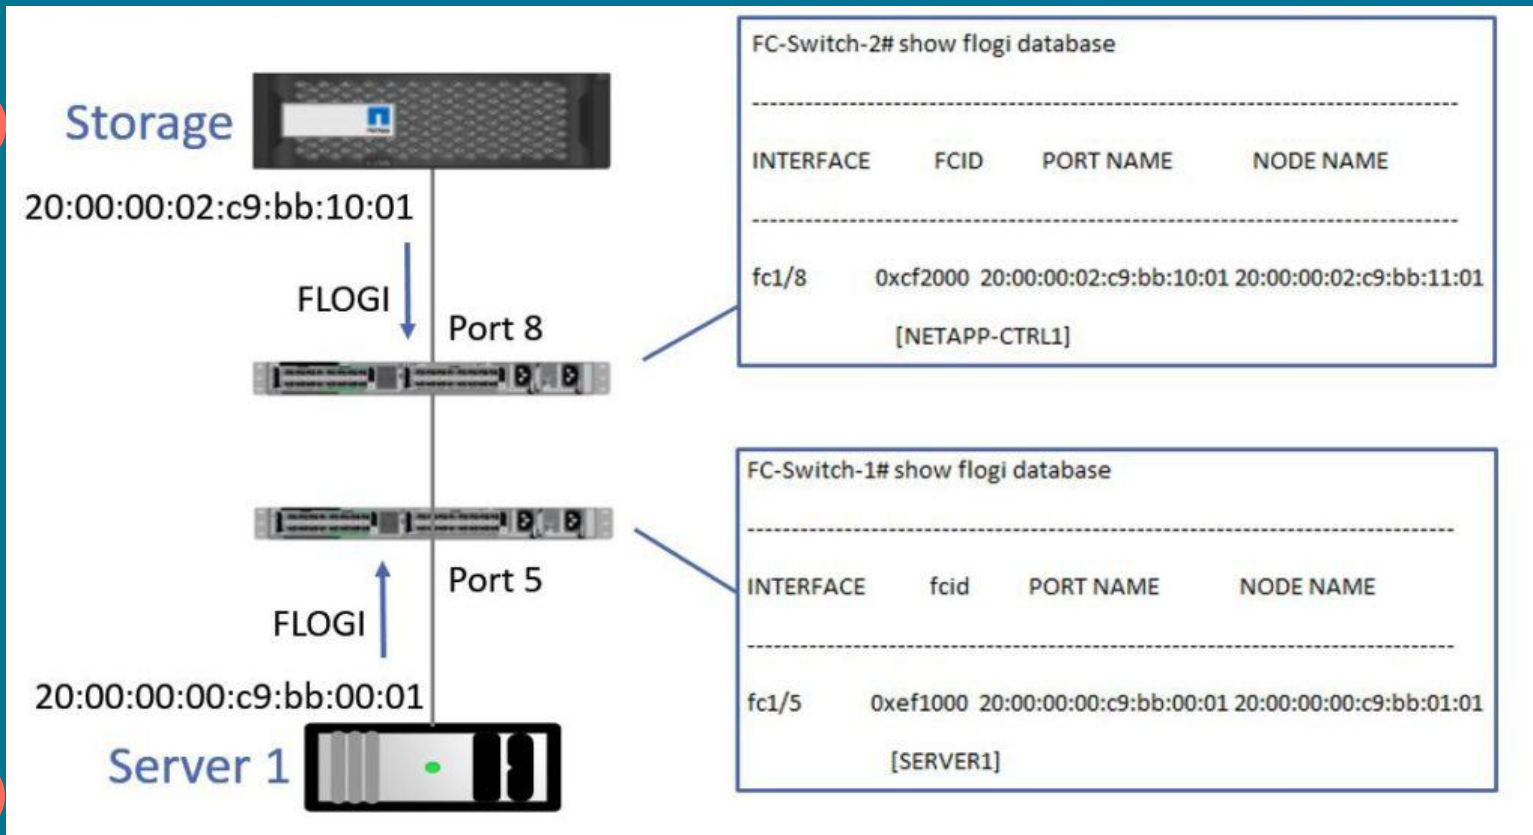 Storage
20:00:00:02:c9:bb:10:01
FLOGI
Port 8
Port 5
FLOGI
20:00:00:00:c9:bb:00:01
Server 1
FC-Switch-2# show flogi database
--------------------------------------------------------------------------------
INTERFACE FCID PORT NAME NODE NAME
--------------------------------------------------------------------------------
fc1/8 0xcf2000 20:00:00:02:c9:bb:10:01 20:00:00:02:c9:bb:11:01
[NETAPP-CTRL1]
FC-Switch-1# show flogi database
--------------------------------------------------------------------------------
INTERFACE fcid PORT NAME NODE NAME
--------------------------------------------------------------------------------
fc1/5 0xef1000 20:00:00:00:c9:bb:00:01 20:00:00:00:c9:bb:01:01
[SERVER1]